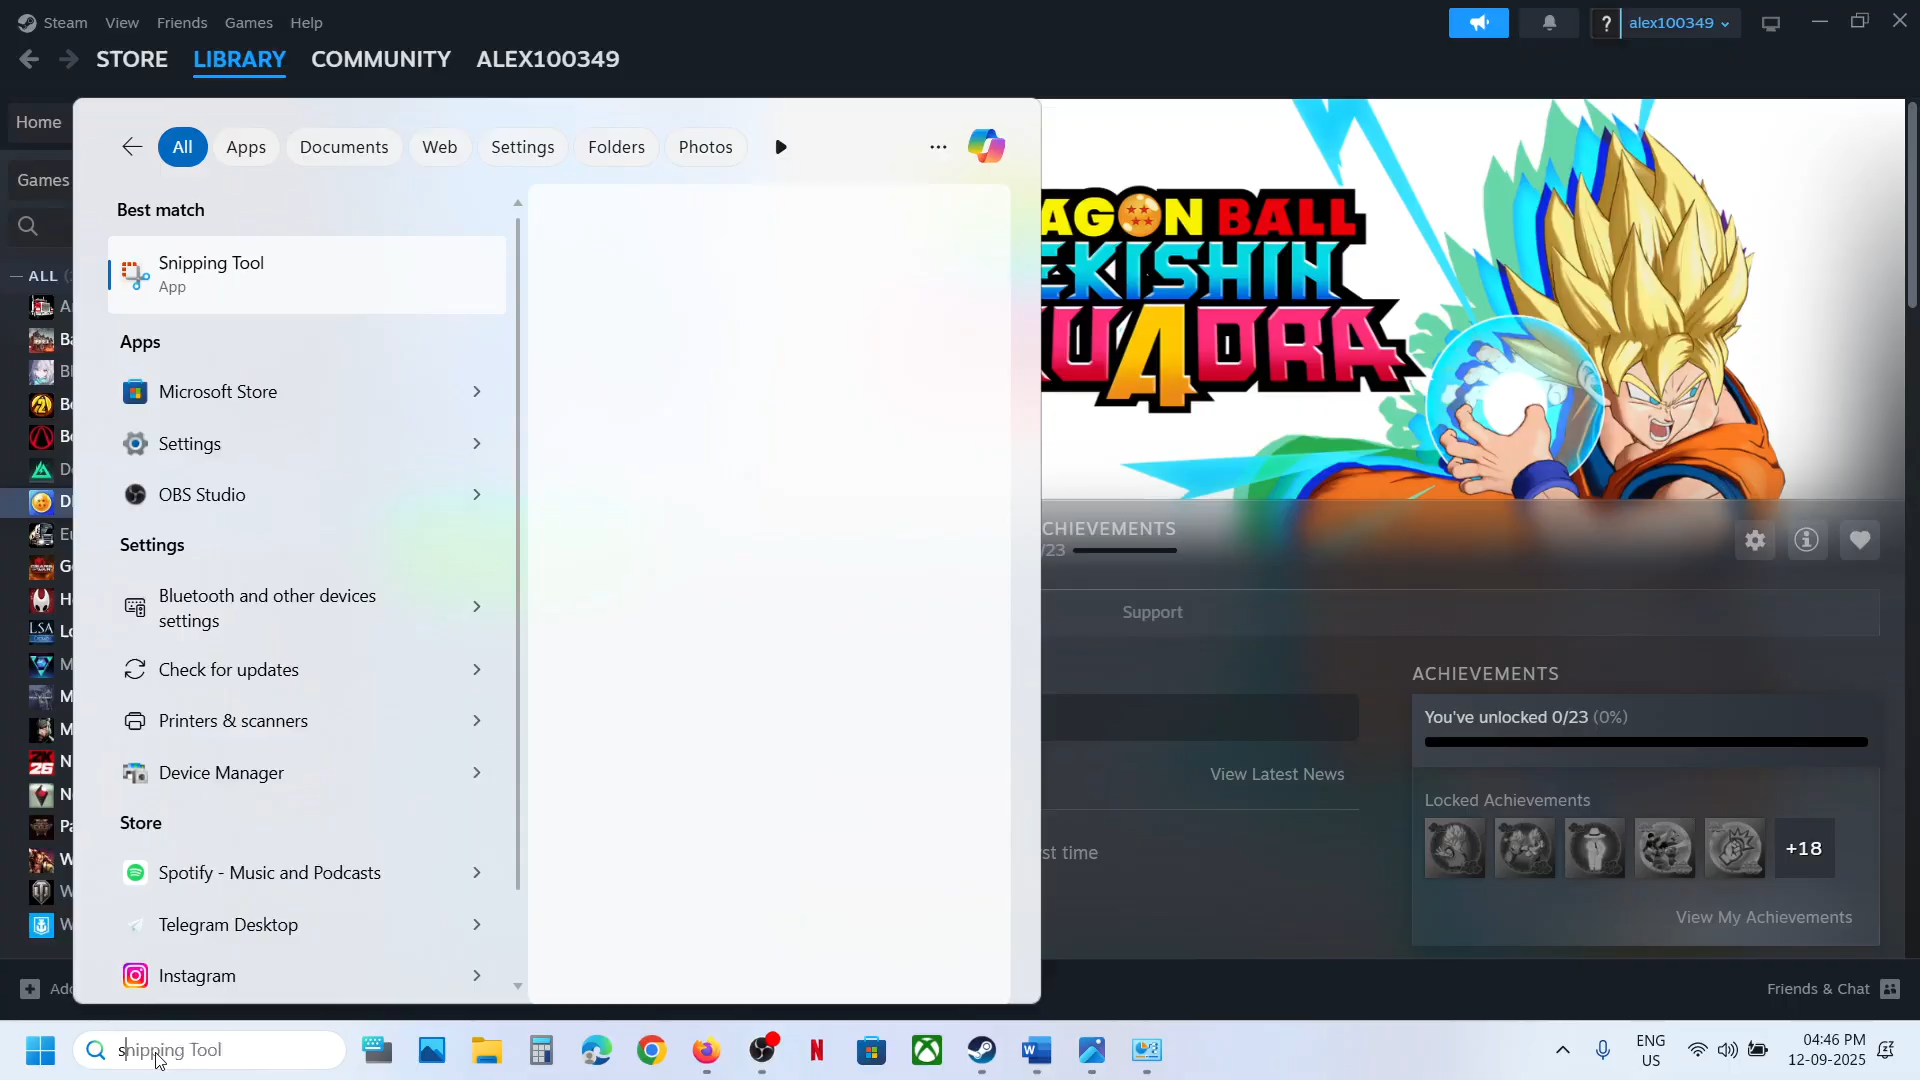 Steam View Friends Games Help
? alex100349
STORE LIBRARY COMMUNITY ALEX100349
Home
Games
ALL
All Apps Documents Web Settings Folders Photos
Best match
Snipping Tool
App
Apps
Microsoft Store
Settings
OBS Studio
Settings
Bluetooth and other devices
settings
Check for updates
Printers & scanners
Device Manager
Store
Spotify - Music and Podcasts
Telegram Desktop
Instagram
AGON BALL
EKISHIN
U4DRA
CHIEVEMENTS
/23
Support
ACHIEVEMENTS
You've unlocked 0/23 (0%)
View Latest News
Locked Achievements
+18
st time
View My Achievements
Add
Friends & Chat
snipping Tool
ENG
US
04:46 PM
12-09-2025